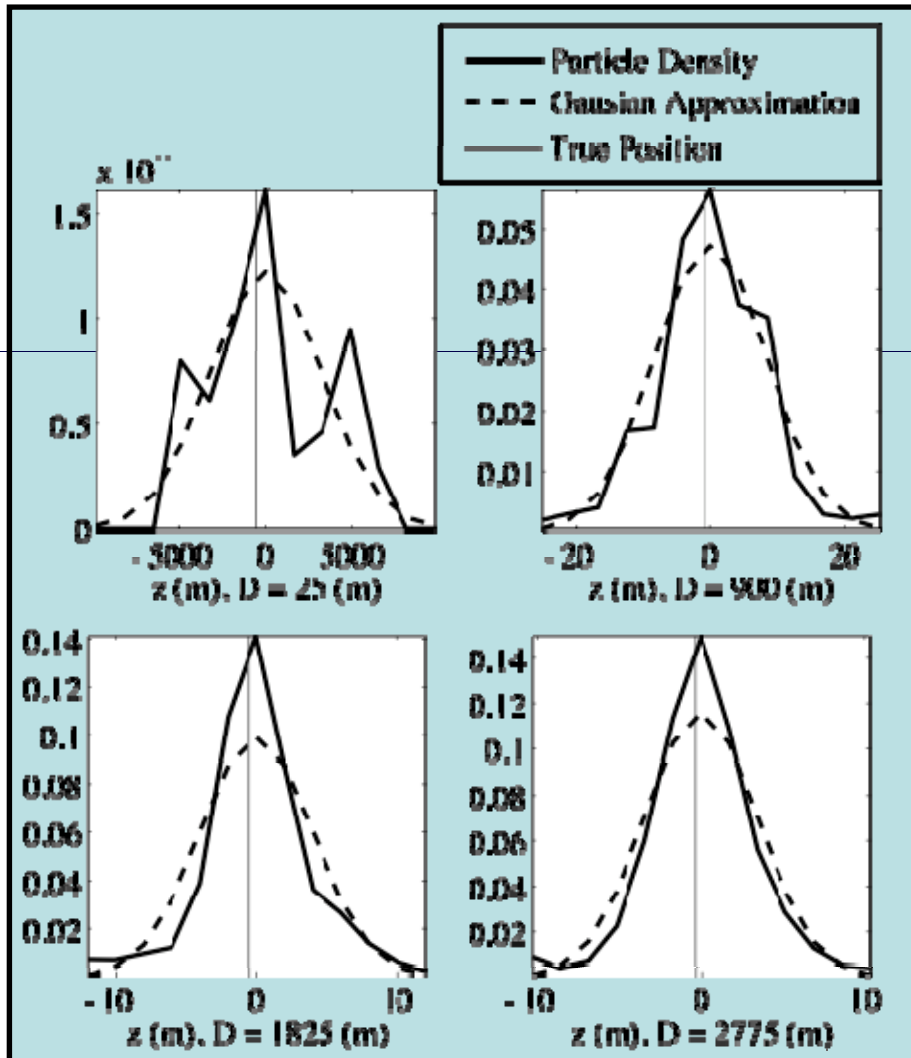 Particle Density
Gausian Approximation
True Position
x 10
1.5
1
0.5
0
-5000 0 5000
z (m), D = 25 (m)
0.05
0.04
0.03
0.02
0.01
-20 0 20
z (m), D = 900 (m)
0.14
0.12
0.1
0.08
0.06
0.04
0.02
-10 0 10
z (m), D = 1825 (m)
0.14
0.12
0.1
0.08
0.06
0.04
0.02
-10 0 10
z (m), D = 2775 (m)